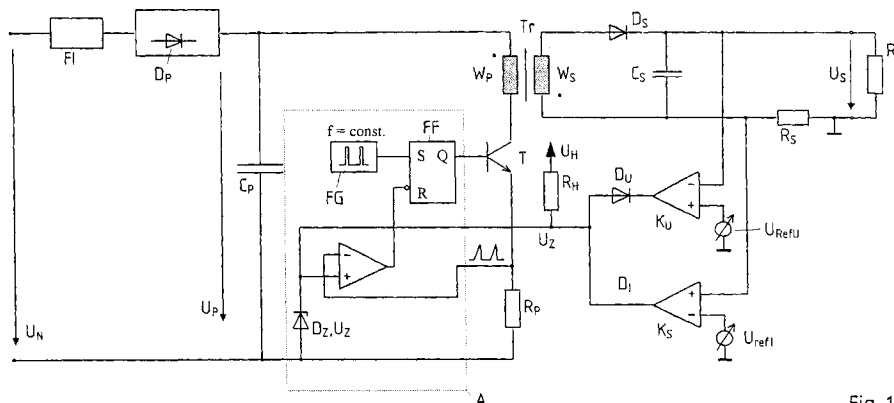 Tr
D_S
FI
D_P
W_P
W_S
C_S
U_S
R
R_S
f = const.
FF
S Q
R
FG
T
U_H
R_H
D_U
K_U
U_RefU
C_P
U_Z
D_I
U_N
U_P
D_Z,U_Z
R_P
K_S
U_refI
A
Fig. 1